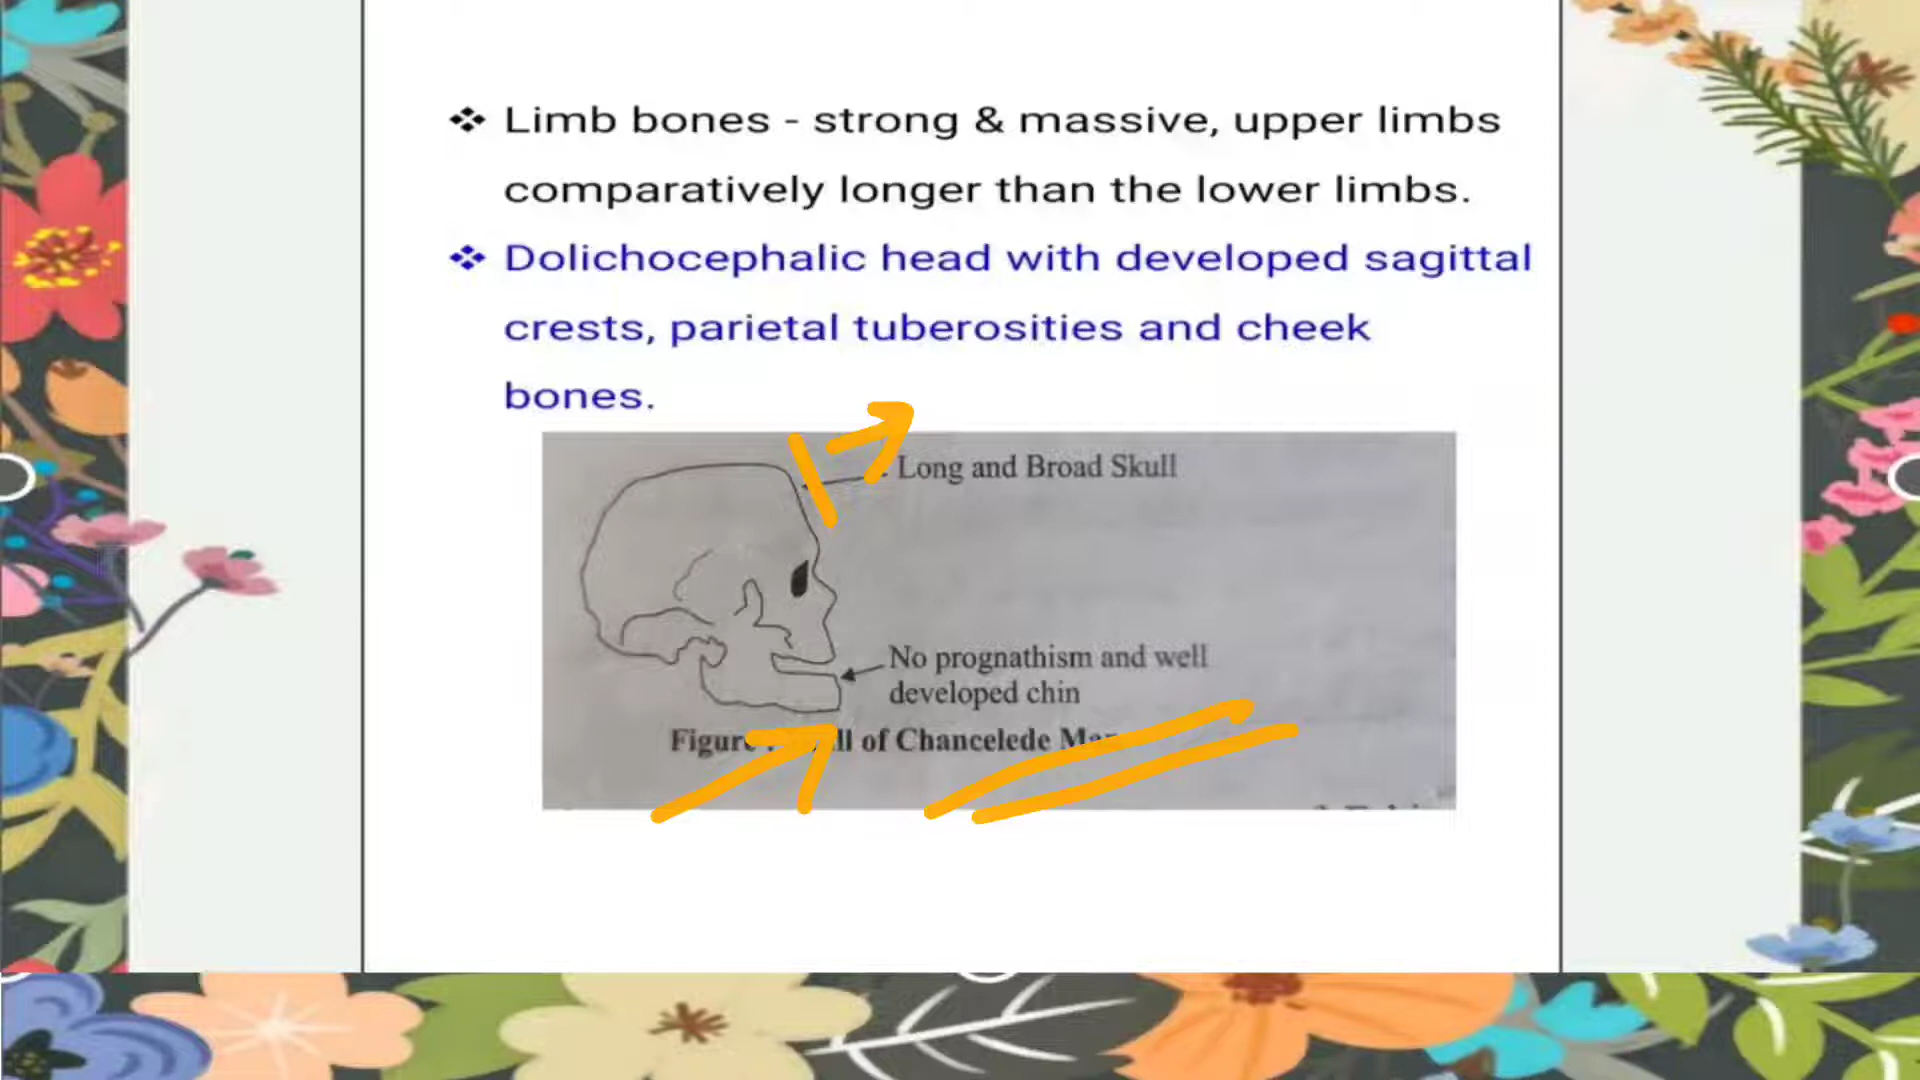 ❖ Limb bones - strong & massive, upper limbs
comparatively longer than the lower limbs.
❖ Dolichocephalic head with developed sagittal
crests, parietal tuberosities and cheek
bones.
Long and Broad Skull
No prognathism and well
developed chin
of Chancelede